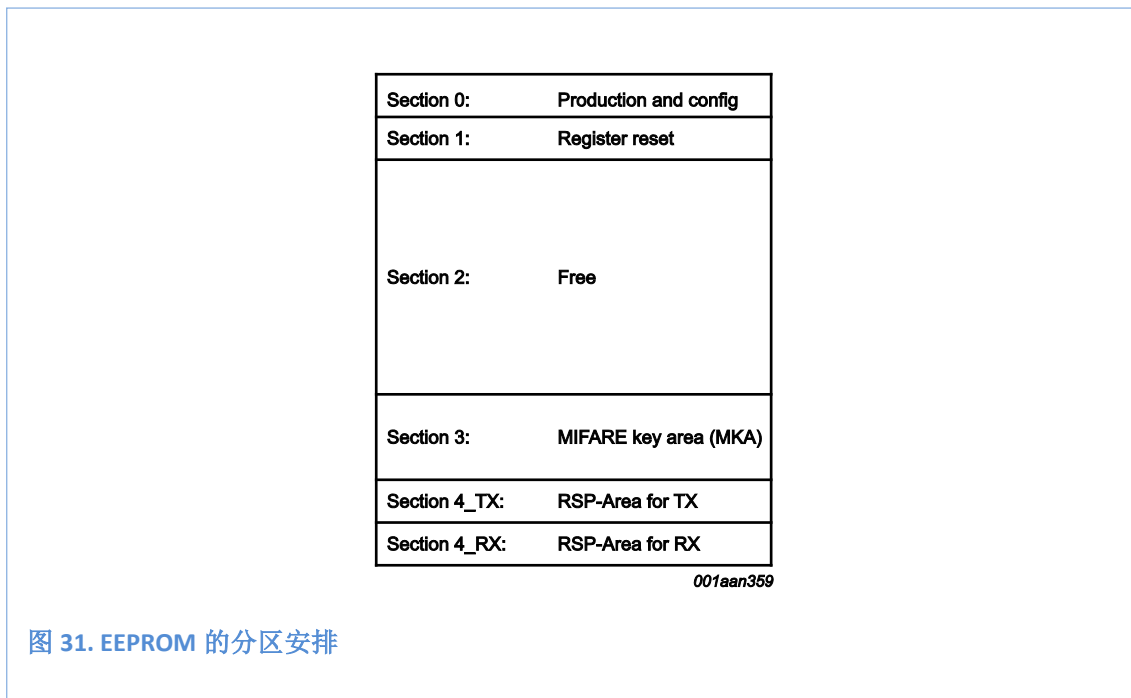 Section 0: Production and config
Section 1: Register reset
Section 2: Free
Section 3: MIFARE key area (MKA)
Section 4_TX: RSP-Area for TX
Section 4_RX: RSP-Area for RX
001aan359
图 31. EEPROM 的分区安排